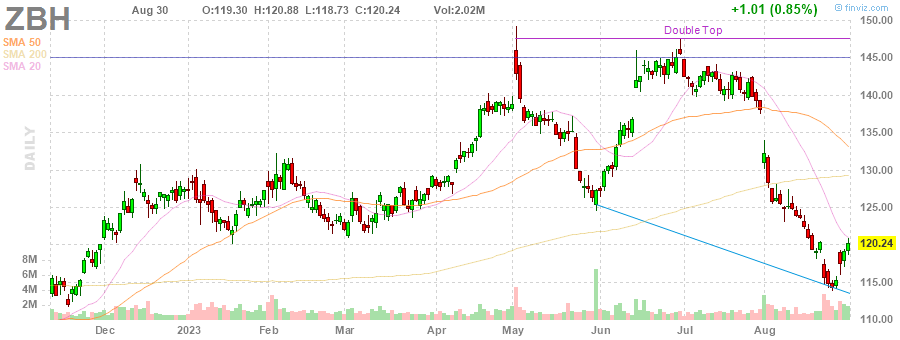 ZBH
Aug 30 O:119.30 H:120.88 L:118.73 C:120.24 Vol:2.02M
+1.01 (0.85%)
finviz.com
SMA 50
SMA 200
SMA 20
DAILY
Double Top
150.00
145.00
140.00
135.00
130.00
125.00
120.24
115.00
110.00
8M
6M
4M
2M
Dec 2023 Feb Mar Apr May Jun Jul Aug